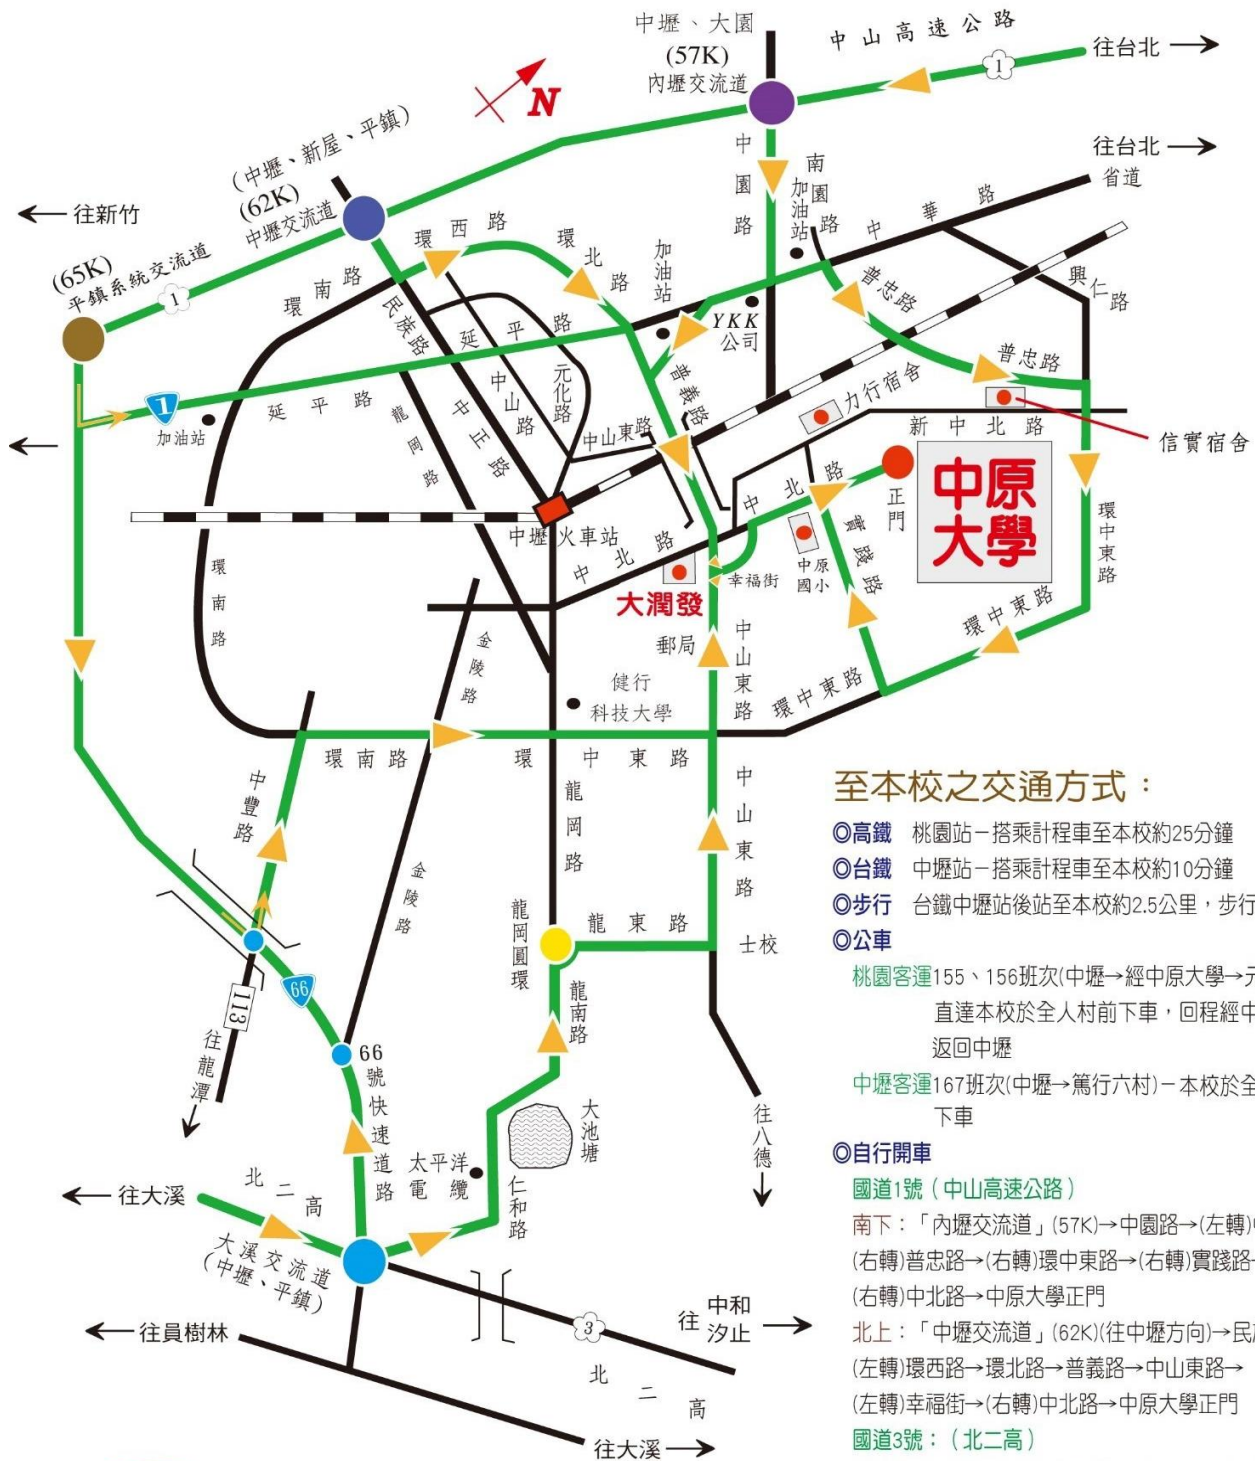 中壢、大園
(57K)
內壢交流道
中山高速公路
1
往台北
N
往台北
省道
(中壢、新屋、平鎮)
(62K)
中壢交流道
往新竹
(65K)
平鎮系統交流道
1
環南路
環西路
環北路
加油站
中園路
南園路
加油站
中華路
興仁路
普忠路
普忠路
YKK
公司
民族路
延平路
元化路
中山路
中正路
中山東路
普義路
力行宿舍
新中北路
信實宿舍
1
加油站
延平路
龍岡路
中壢火車站
中北路
中北路
正門
中原
大學
環中東路
環南路
大潤發
幸福街
中原
國小
實踐路
郵局
中山東路
環中東路
環中東路
金陵路
健行
科技大學
環南路
環中東路
中豐路
龍岡路
中山東路
金陵路
龍岡圓環
龍東路
士校
龍南路
66
113
往龍潭
66
號快速道路
大池塘
太平洋
電纜
仁和路
往八德
往大溪
北二高
大溪交流道
(中壢、平鎮)
往員樹林
3
往
中和
汐止
北二高
往大溪
至本校之交通方式：
◎高鐵 桃園站－搭乘計程車至本校約25分鐘
◎台鐵 中壢站－搭乘計程車至本校約10分鐘
◎步行 台鐵中壢站後站至本校約2.5公里，步行
◎公車
桃園客運155、156班次(中壢→經中原大學→元
直達本校於全人村前下車，回程經中
返回中壢
中壢客運167班次(中壢→篤行六村)－本校於全
下車
◎自行開車
國道1號（中山高速公路）
南下：「內壢交流道」(57K)→中園路→(左轉)
(右轉)普忠路→(右轉)環中東路→(右轉)實踐路→
(右轉)中北路→中原大學正門
北上：「中壢交流道」(62K)(往中壢方向)→民
(左轉)環西路→環北路→普義路→中山東路→
(左轉)幸福街→(右轉)中北路→中原大學正門
國道3號：（北二高）